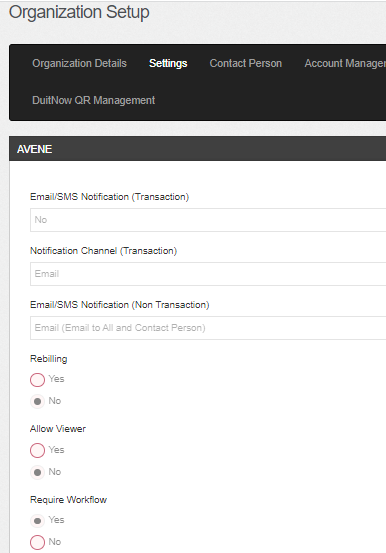 Organization Setup
Organization Details Settings Contact Person Account Manager
DuitNow QR Management
AVENE
Email/SMS Notification (Transaction)
No
Notification Channel (Transaction)
Email
Email/SMS Notification (Non Transaction)
Email (Email to All and Contact Person)
Rebilling
Yes
No
Allow Viewer
Yes
No
Require Workflow
Yes
No